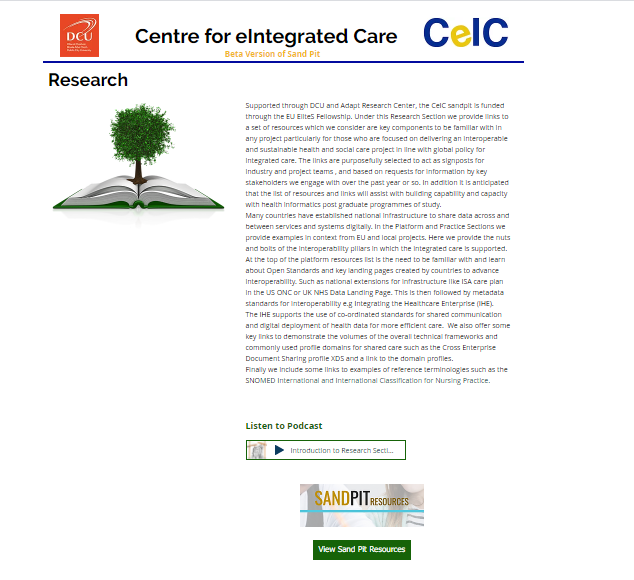 DCU
Centre for eIntegrated Care
CeIC
Beta Version of Sand Pit
Research
Supported through DCU and Adapt Research Center, the CeIC sandpit is funded
through the EU EliteS Fellowship. Under this Research Section we provide links to
a set of resources which we consider are key components to be familiar with in
any project particularly for those who are focused on delivering an interoperable
and sustainable health and social care project in line with global policy for
integrated care. The links are purposefully selected to act as signposts for
industry and project teams , and based on requests for information by key
stakeholders we engage with over the past year or so. In addition it is anticipated
that the list of resources and links will assist with building capability and capacity
with health informatics post graduate programmes of study.
Many countries have established national infrastructure to share data across and
between services and systems digitally. In the Platform and Practice Sections we
provide examples in context from EU and local projects. Here we provide the nuts
and bolts of the interoperability pillars in which the integrated care is supported.
At the top of the platform resources list is the need to be familiar with and learn
about Open Standards and key landing pages created by countries to advance
interoperability. Such as national extensions for infrastructure like ISA care plan
in the US ONC or UK NHS Data Landing Page. This is then followed by metadata
standards for interoperability e.g Integrating the Healthcare Enterprise (IHE).
The IHE supports the use of co-ordinated standards for shared communication
and digital deployment of health data for more efficient care. We also offer some
key links to demonstrate the volumes of the overall technical frameworks and
commonly used profile domains for shared care such as the Cross Enterprise
Document Sharing profile XDS and a link to the domain profiles.
Finally we include some links to examples of reference terminologies such as the
SNOMED International and International Classification for Nursing Practice.
Listen to Podcast
Introduction to Research Secti...
SANDPIT RESOURCES
View Sand Pit Resources